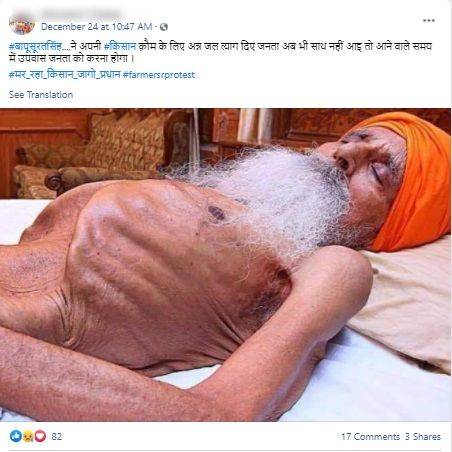 December 24 at 10:47 AM ·
#बापूसूरतसिंह...,ने अपनी #किसान क़ौम के लिए अन्न जल त्याग दिए जनता अब भी साथ नहीं आइ तो आने वाले समय
में उपवास जनता को करना होगा ।
#मर_रहा_किसान_जागो_प्रधान #farmersrprotest
See Translation
82
17 Comments 3 Shares